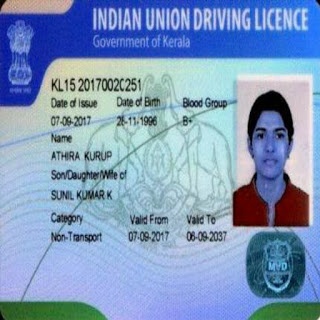 INDIAN UNION DRIVING LICENCE
Government of Kerala
KL15 20170020251
Date of Issue Date of Birth Blood Group
07-09-2017 26-11-1996 B+
Name
ATHIRA KURUP
Son/Daughter/Wife of
SUNIL KUMAR K
Category Valid From Valid To
Non-Transport 07-09-2017 06-09-2037
MVD